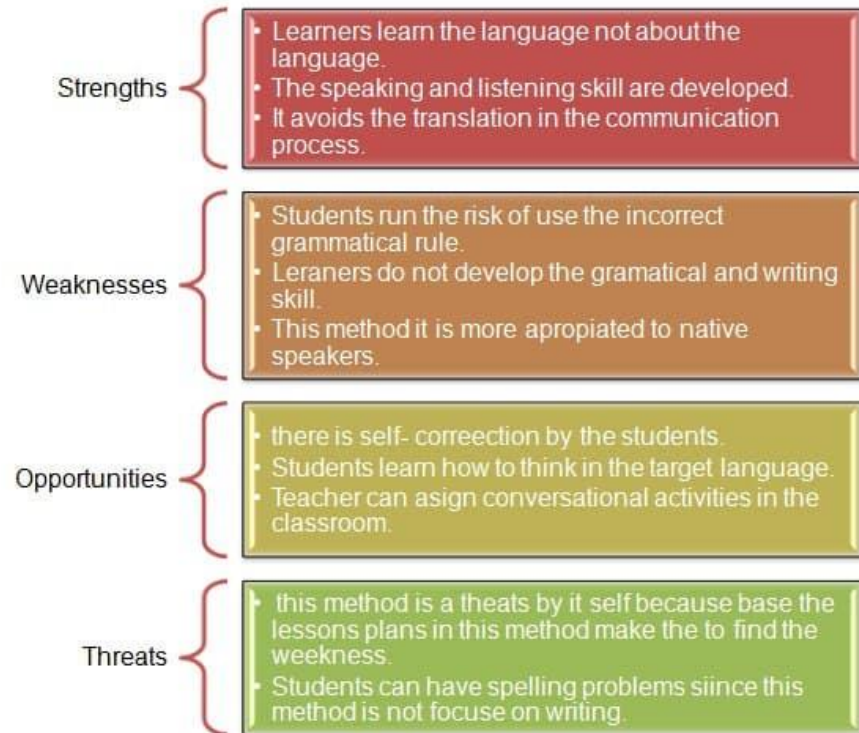 Strengths
• Learners learn the language not about the
language.
• The speaking and listening skill are developed.
• It avoids the translation in the communication
process.
Weaknesses
• Students run the risk of use the incorrect
grammatical rule.
• Leraners do not develop the gramatical and writing
skill.
• This method it is more apropiated to native
speakers.
Opportunities
• there is self- correection by the students.
• Students learn how to think in the target language.
• Teacher can asign conversational activities in the
classroom.
Threats
• this method is a theats by it self because base the
lessons plans in this method make the to find the
weekness.
• Students can have spelling problems siince this
method is not focuse on writing.